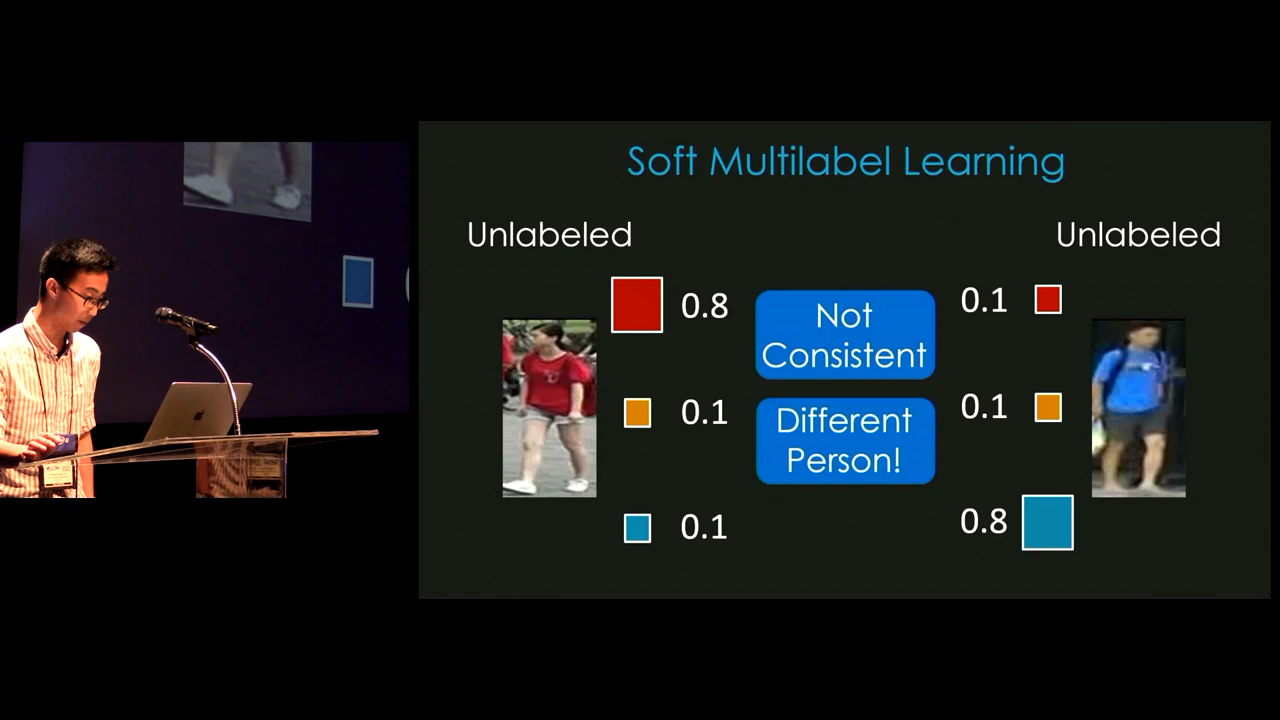 Soft Multilabel Learning
Unlabeled
Unlabeled
0.8
Not
Consistent
0.1
0.1
Different
Person!
0.1
0.1
0.8